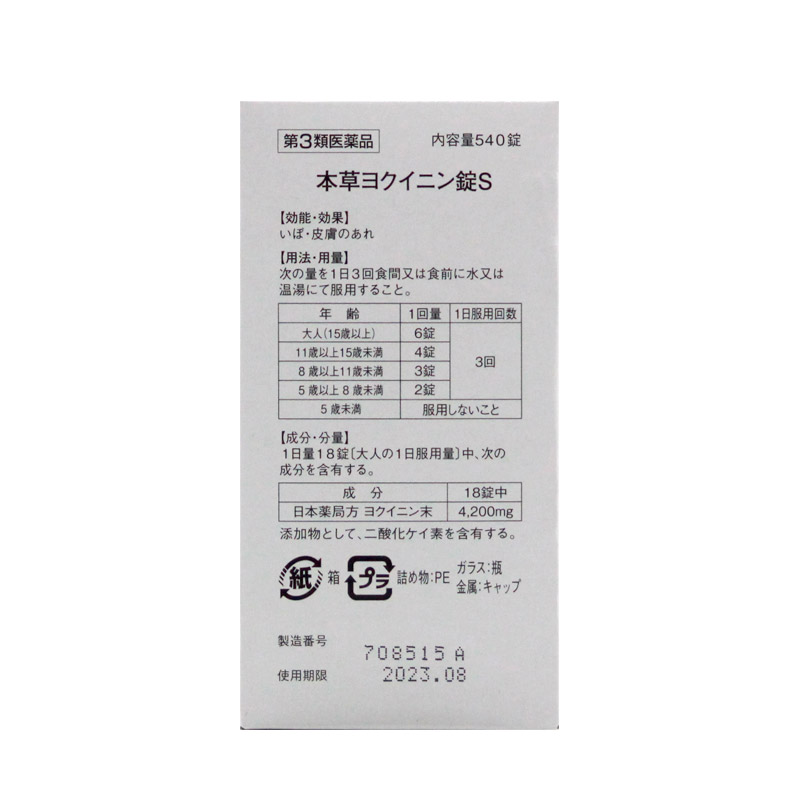 第3類医薬品 内容量540錠
本草ヨクイニン錠S
【効能・効果】
いぼ・皮膚のあれ
【用法・用量】
次の量を1日3回食間又は食前に水又は
温湯にて服用すること。
年 齢 1回量 1日服用回数
大人(15歳以上) 6錠
11歳以上15歳未満 4錠
8歳以上11歳未満 3錠
3回
5歳以上8歳未満 2錠
5歳未満 服用しないこと
【成分・分量】
1日量18錠〔大人の1日服用量〕中、次の
成分を含有する。
成 分 18錠中
日本薬局方 ヨクイニン末 4,200mg
添加物として、二酸化ケイ素を含有する。
紙 箱 プラ 詰め物:PE ガラス:瓶
金属:キャップ
製造番号 708515A
使用期限 2023.08